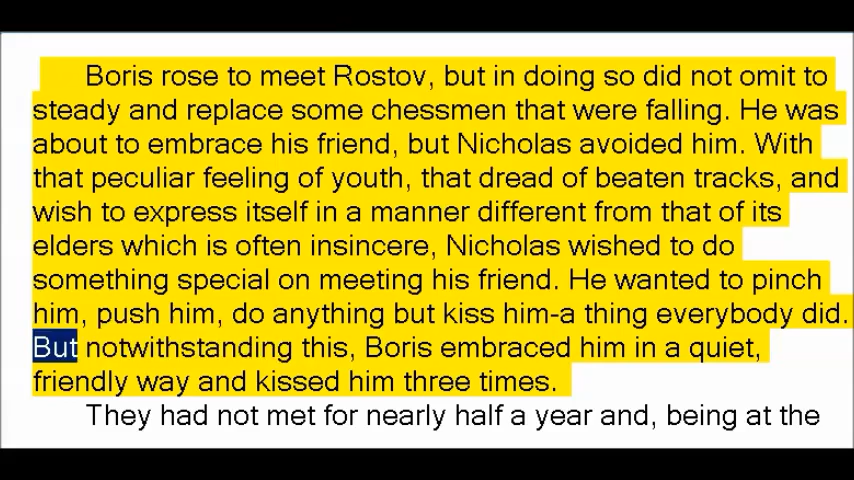 Boris rose to meet Rostov, but in doing so did not omit to
steady and replace some chessmen that were falling. He was
about to embrace his friend, but Nicholas avoided him. With
that peculiar feeling of youth, that dread of beaten tracks, and
wish to express itself in a manner different from that of its
elders which is often insincere, Nicholas wished to do
something special on meeting his friend. He wanted to pinch
him, push him, do anything but kiss him-a thing everybody did.
But notwithstanding this, Boris embraced him in a quiet,
friendly way and kissed him three times.
They had not met for nearly half a year and, being at the